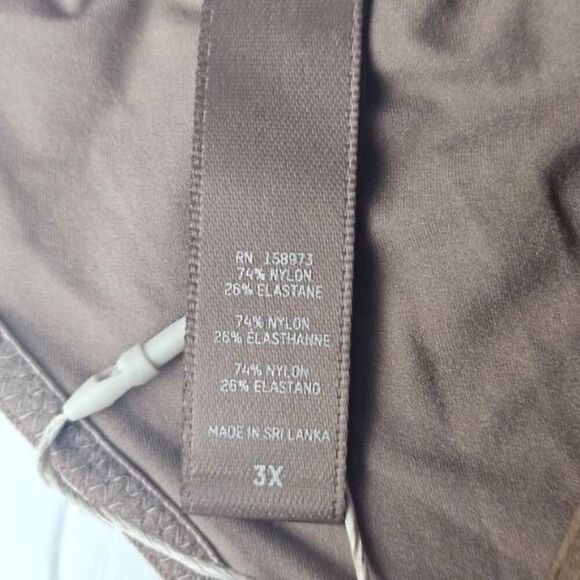 RN 158973
74% NYLON
26% ELASTANE
74% NYLON
26% ELASTHANNE
74% NYLON
26% ELASTANO
MADE IN SRI LANKA
3X